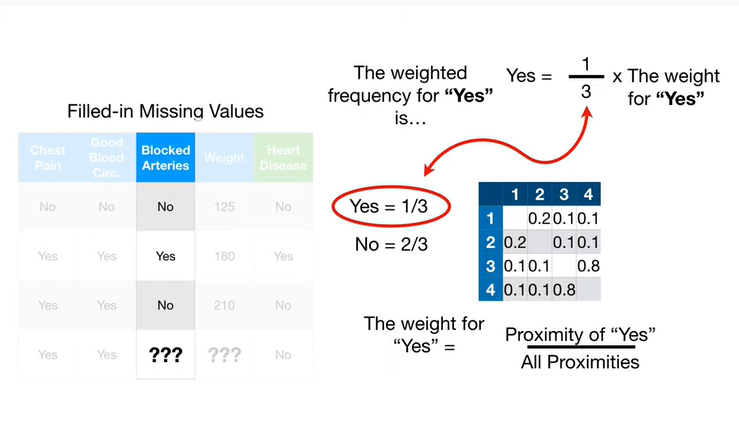 The weighted
frequency for “Yes”
is...
Yes = 1/3 x The weight
for “Yes”
Filled-in Missing Values
Chest Pain Good Blood Circ. Blocked Arteries Weight Heart Disease
No No No 125 No
Yes Yes Yes 180 Yes
Yes Yes No 210 No
Yes Yes ??? ??? No
Yes = 1/3
No = 2/3
1 2 3 4
1 0.2 0.1 0.1
2 0.2 0.1 0.1
3 0.1 0.1 0.8
4 0.1 0.1 0.8
The weight for
“Yes” =
Proximity of “Yes”
All Proximities